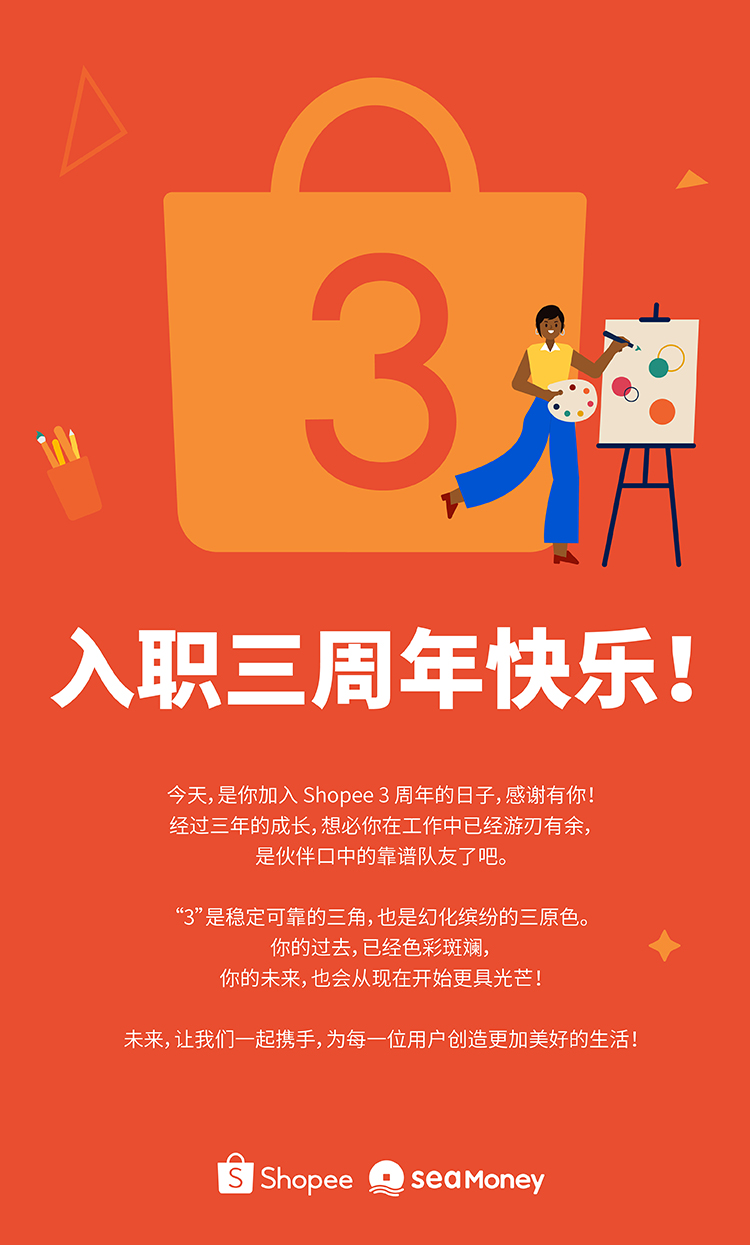 3
入职三周年快乐！
今天，是你加入 Shopee 3 周年的日子，感谢有你！
经过三年的成长，想必你在工作中已经游刃有余，
是伙伴口中的靠谱队友了吧。
“3”是稳定可靠的三角，也是幻化缤纷的三原色。
你的过去，已经色彩斑斓，
你的未来，也会从现在开始更具光芒！
未来，让我们一起携手，为每一位用户创造更加美好的生活！
S Shopee seaMoney